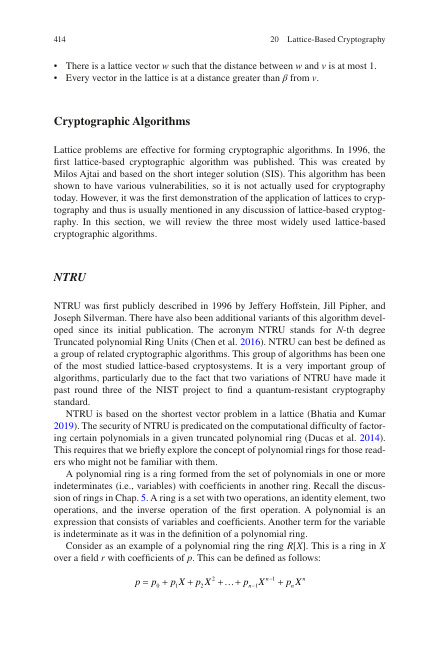 414
20 Lattice-Based Cryptography
• There is a lattice vector w such that the distance between w and v is at most 1.
• Every vector in the lattice is at a distance greater than β from v.
Cryptographic Algorithms
Lattice problems are effective for forming cryptographic algorithms. In 1996, the
first lattice-based cryptographic algorithm was published. This was created by
Milos Ajtai and based on the short integer solution (SIS). This algorithm has been
shown to have various vulnerabilities, so it is not actually used for cryptography
today. However, it was the first demonstration of the application of lattices to cryp-
tography and thus is usually mentioned in any discussion of lattice-based cryptog-
raphy. In this section, we will review the three most widely used lattice-based
cryptographic algorithms.
NTRU
NTRU was first publicly described in 1996 by Jeffery Hoffstein, Jill Pipher, and
Joseph Silverman. There have also been additional variants of this algorithm devel-
oped since its initial publication. The acronym NTRU stands for N-th degree
Truncated polynomial Ring Units (Chen et al. 2016). NTRU can best be defined as
a group of related cryptographic algorithms. This group of algorithms has been one
of the most studied lattice-based cryptosystems. It is a very important group of
algorithms, particularly due to the fact that two variations of NTRU have made it
past round three of the NIST project to find a quantum-resistant cryptography
standard.
NTRU is based on the shortest vector problem in a lattice (Bhatia and Kumar
2019). The security of NTRU is predicated on the computational difficulty of factor-
ing certain polynomials in a given truncated polynomial ring (Ducas et al. 2014).
This requires that we briefly explore the concept of polynomial rings for those read-
ers who might not be familiar with them.
A polynomial ring is a ring formed from the set of polynomials in one or more
indeterminates (i.e., variables) with coefficients in another ring. Recall the discus-
sion of rings in Chap. 5. A ring is a set with two operations, an identity element, two
operations, and the inverse operation of the first operation. A polynomial is an
expression that consists of variables and coefficients. Another term for the variable
is indeterminate as it was in the definition of a polynomial ring.
Consider as an example of a polynomial ring the ring R[X]. This is a ring in X
over a field r with coefficients of p. This can be defined as follows:
p = p₀ + p₁X + p₂X² + … + pₙ₋₁Xⁿ⁻¹ + pₙXⁿ